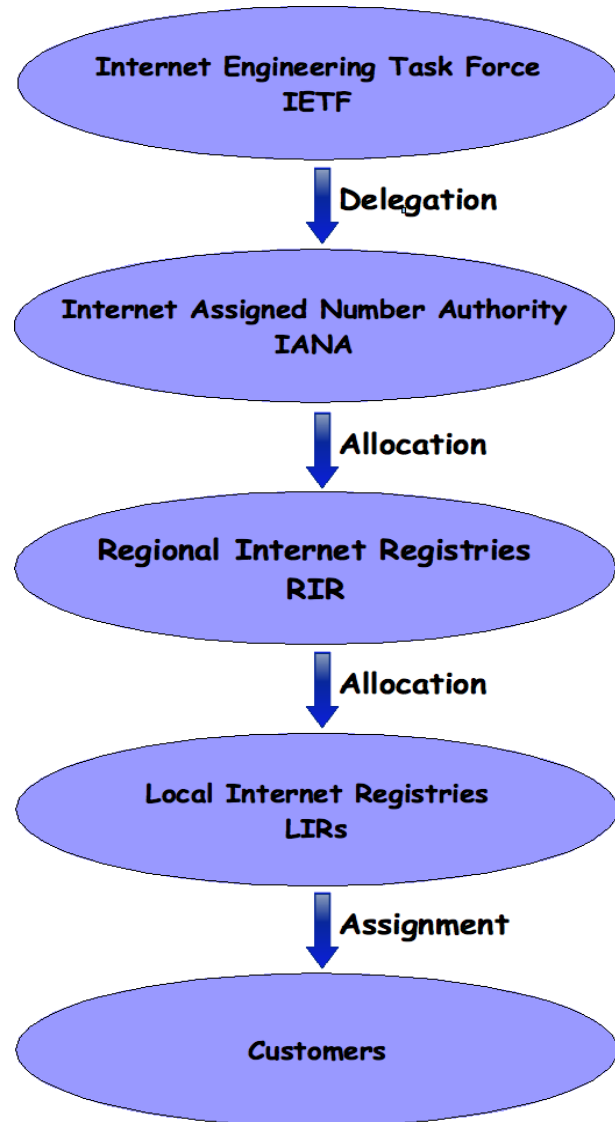 Internet Engineering Task Force
IETF
Delegation
Internet Assigned Number Authority
IANA
Allocation
Regional Internet Registries
RIR
Allocation
Local Internet Registries
LIRs
Assignment
Customers